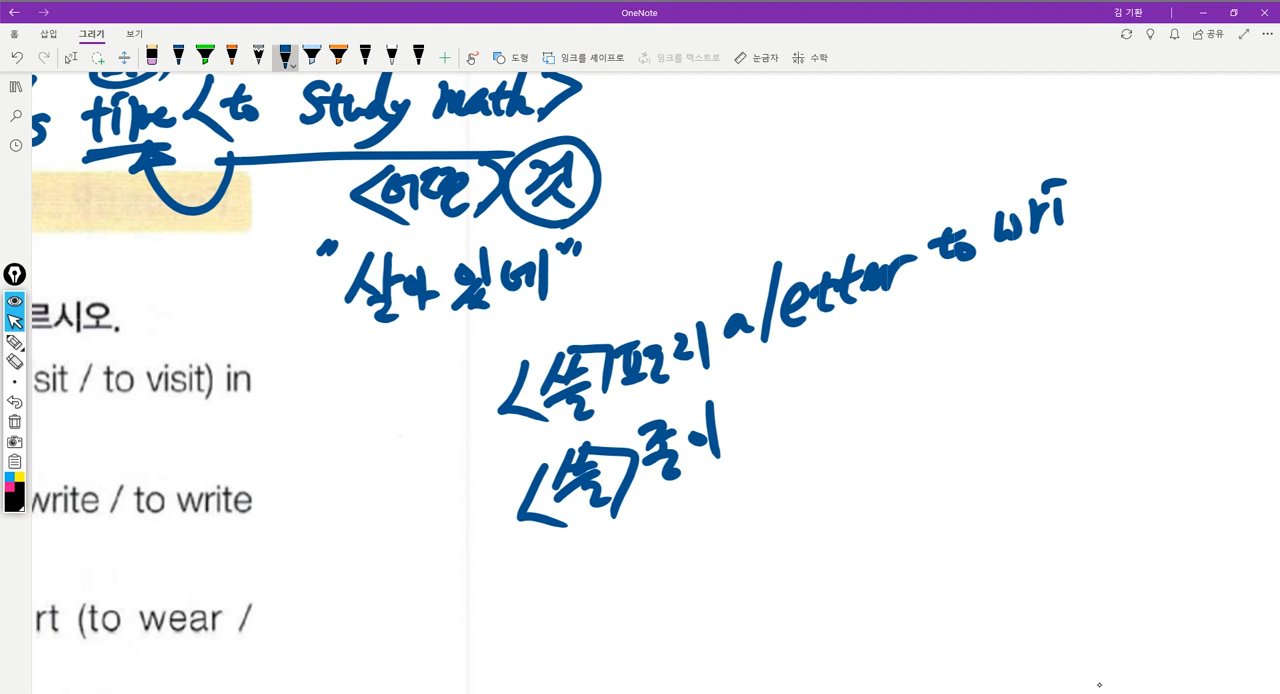 OneNote
김 기환
홈 삽입 그리기 보기
공유
도형 잉크를 셰이프로 잉크를 텍스트로 눈금자 수학
s time <to study math>
<어떤> 것
"살아 있네"
르시오.
sit / to visit) in
write / to write
rt (to wear /
a letter to wri
<쓸>
<쓸> 종이